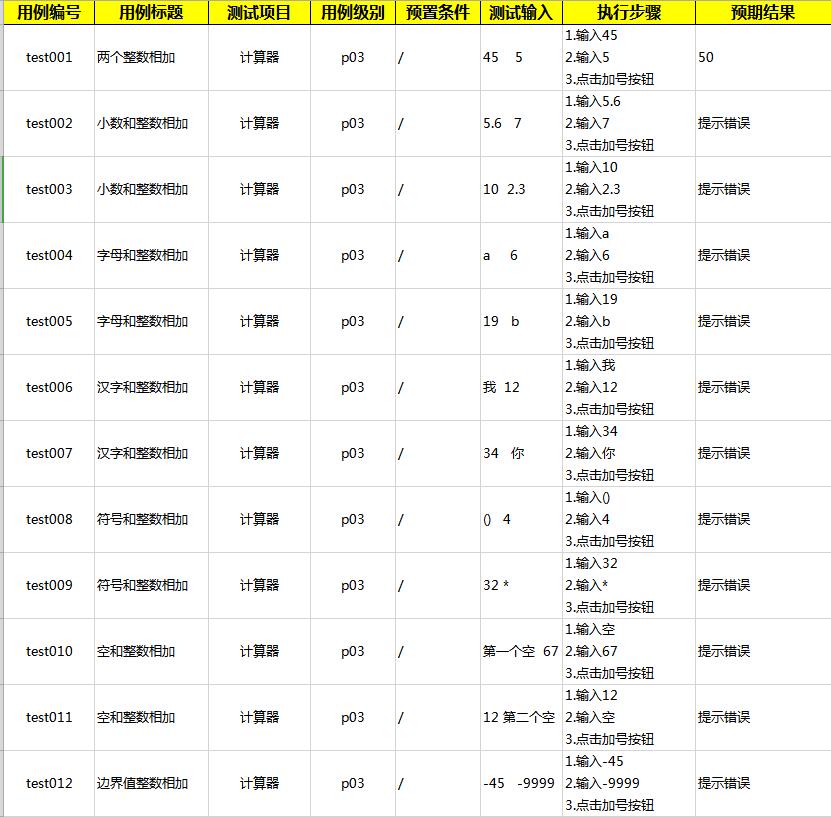 用例编号 用例标题 测试项目 用例级别 预置条件 测试输入 执行步骤 预期结果
test001 两个整数相加 计算器 p03 / 45 5 1.输入45
2.输入5
3.点击加号按钮 50
test002 小数和整数相加 计算器 p03 / 5.6 7 1.输入5.6
2.输入7
3.点击加号按钮 提示错误
test003 小数和整数相加 计算器 p03 / 10 2.3 1.输入10
2.输入2.3
3.点击加号按钮 提示错误
test004 字母和整数相加 计算器 p03 / a 6 1.输入a
2.输入6
3.点击加号按钮 提示错误
test005 字母和整数相加 计算器 p03 / 19 b 1.输入19
2.输入b
3.点击加号按钮 提示错误
test006 汉字和整数相加 计算器 p03 / 我 12 1.输入我
2.输入12
3.点击加号按钮 提示错误
test007 汉字和整数相加 计算器 p03 / 34 你 1.输入34
2.输入你
3.点击加号按钮 提示错误
test008 符号和整数相加 计算器 p03 / () 4 1.输入()
2.输入4
3.点击加号按钮 提示错误
test009 符号和整数相加 计算器 p03 / 32 * 1.输入32
2.输入*
3.点击加号按钮 提示错误
test010 空和整数相加 计算器 p03 / 第一个空 67 1.输入空
2.输入67
3.点击加号按钮 提示错误
test011 空和整数相加 计算器 p03 / 12 第二个空 1.输入12
2.输入空
3.点击加号按钮 提示错误
test012 边界值整数相加 计算器 p03 / -45 -9999 1.输入-45
2.输入-9999
3.点击加号按钮 提示错误